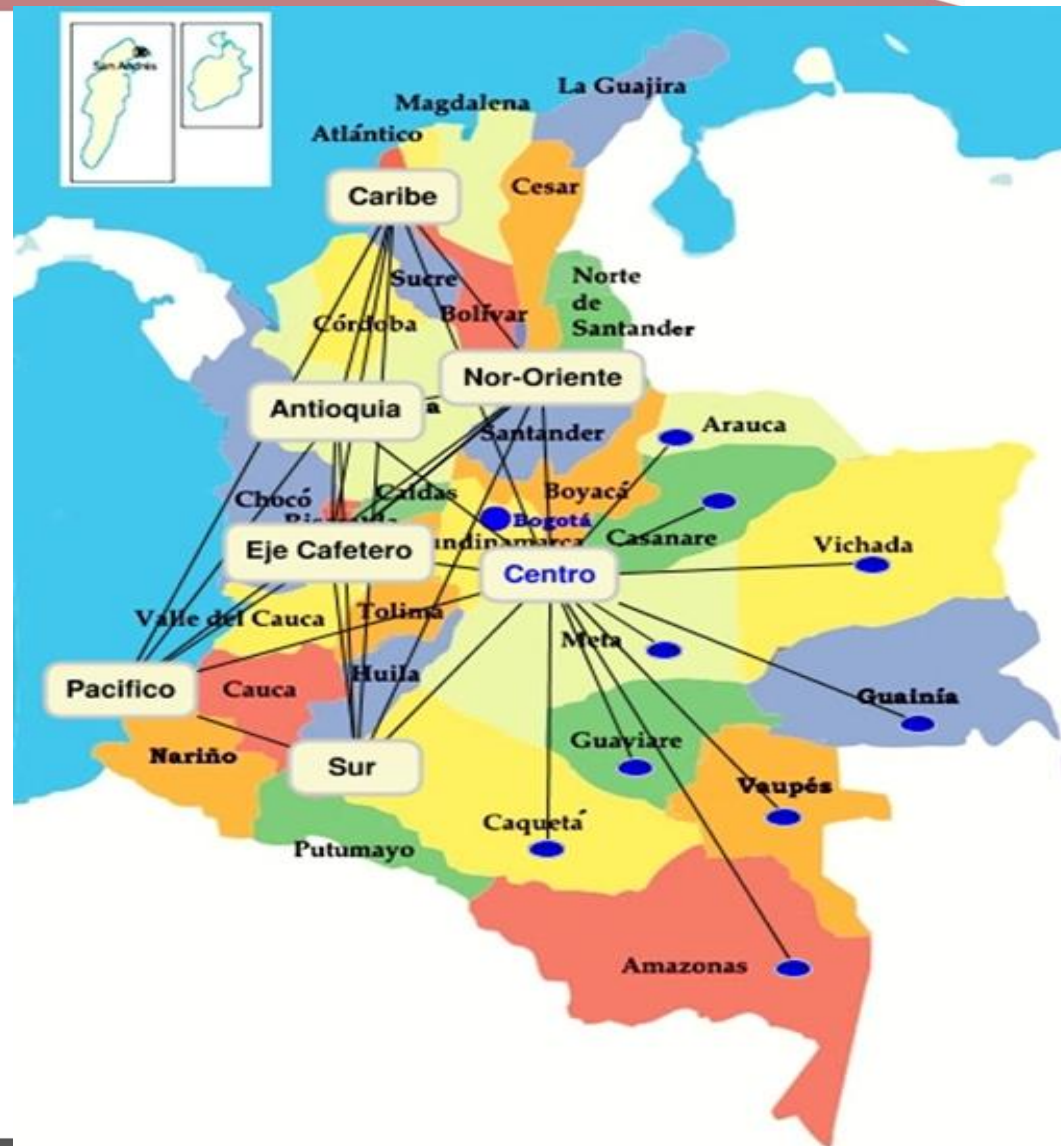 San Andrés
La Guajira
Magdalena
Atlántico
Caribe
Cesar
Sucre
Norte
de
Santander
Bolívar
Córdoba
Nor-Oriente
Antioquia
a
Santander
Arauca
Chocó
Caldas
Boyacá
Bogotá
Casanare
Eje Cafetero
undinamarca
Vichada
Centro
Valle del Cauca
Tolima
Meta
Huila
Pacifico
Cauca
Guainía
Nariño
Sur
Guaviare
Vaupés
Caquetá
Putumayo
Amazonas